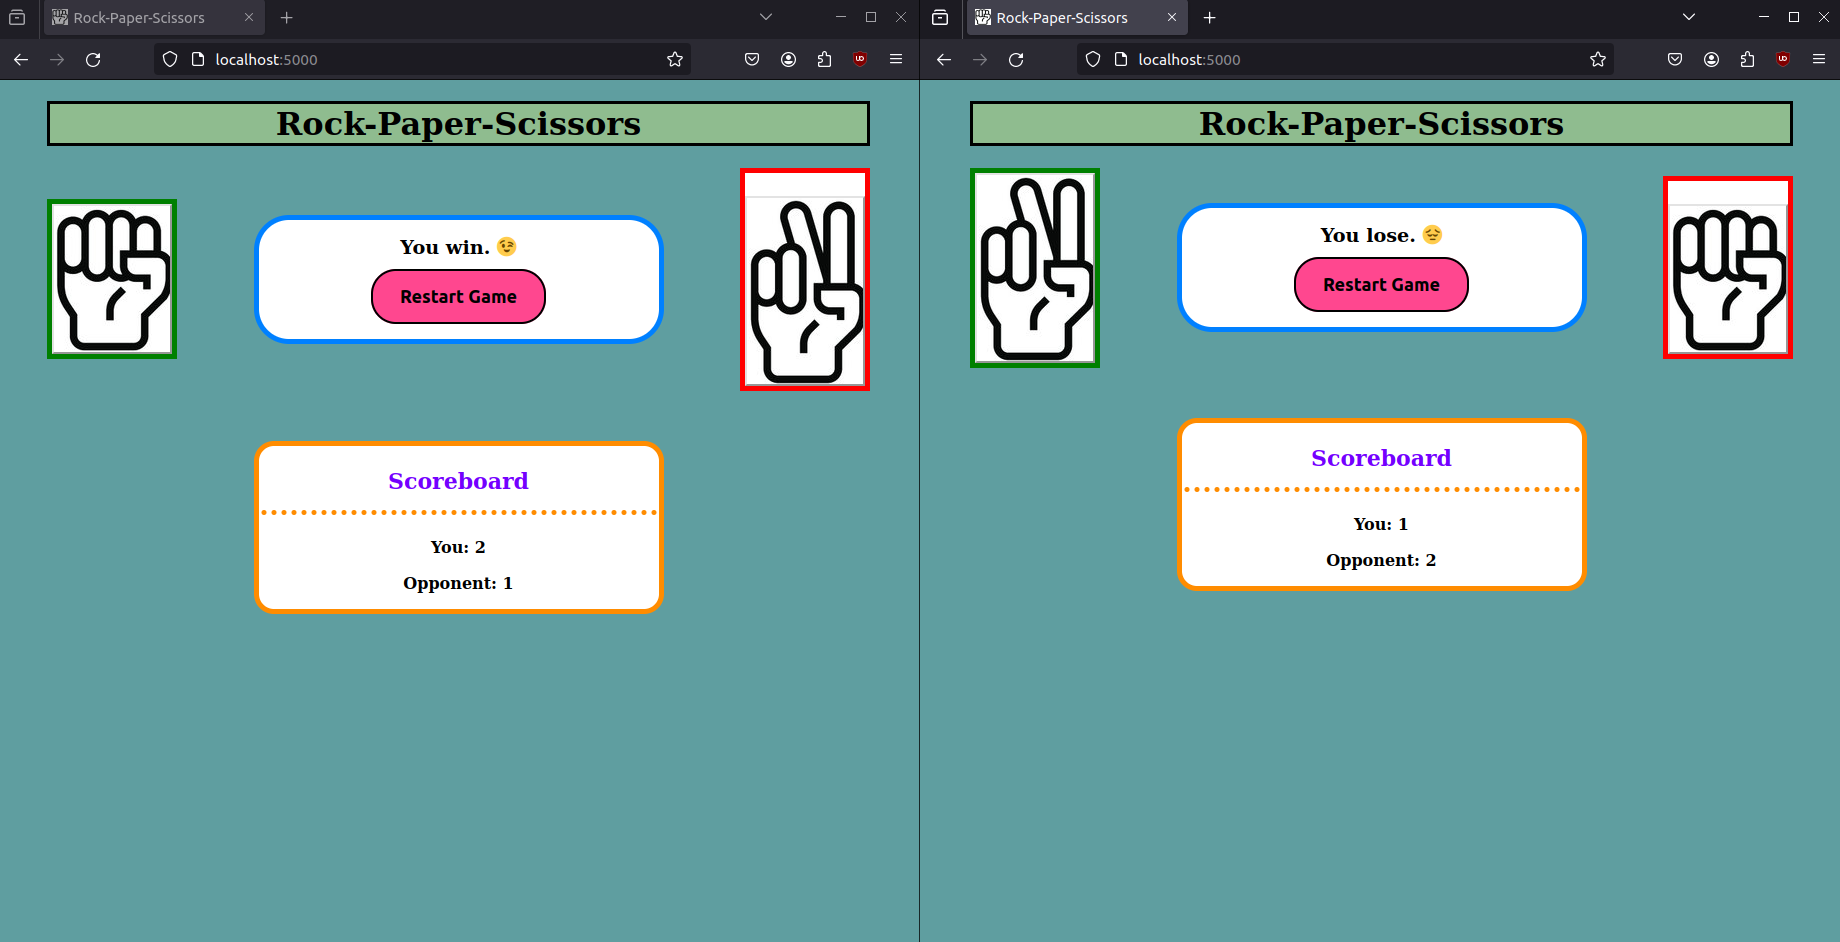 Rock-Paper-Scissors
localhost:5000
Rock-Paper-Scissors
You win. 😉
Restart Game
Scoreboard
You: 2
Opponent: 1
Rock-Paper-Scissors
localhost:5000
Rock-Paper-Scissors
You lose. 😔
Restart Game
Scoreboard
You: 1
Opponent: 2